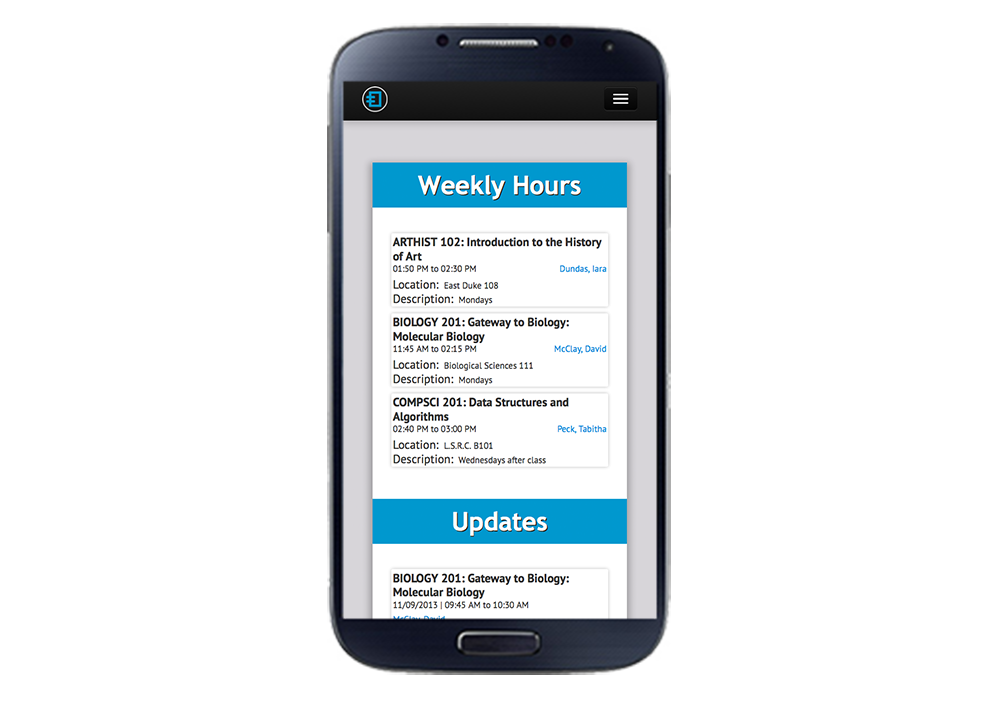 Weekly Hours
ARTHIST 102: Introduction to the History
of Art
01:50 PM to 02:30 PM Dundas, Iara
Location: East Duke 108
Description: Mondays
BIOLOGY 201: Gateway to Biology:
Molecular Biology
11:45 AM to 02:15 PM McClay, David
Location: Biological Sciences 111
Description: Mondays
COMPSCI 201: Data Structures and
Algorithms
02:40 PM to 03:00 PM Peck, Tabitha
Location: L.S.R.C. B101
Description: Wednesdays after class
Updates
BIOLOGY 201: Gateway to Biology:
Molecular Biology
11/09/2013 | 09:45 AM to 10:30 AM
McClay, David